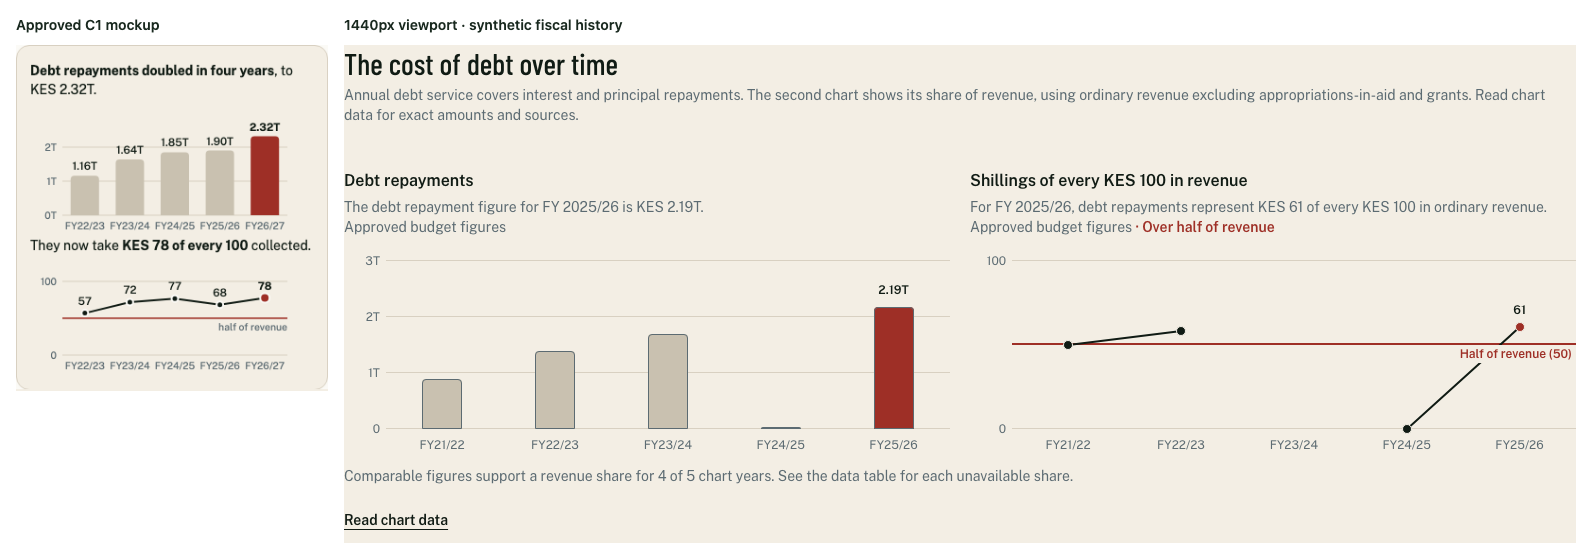 Approved C1 mockup
Debt repayments doubled in four years, to
KES 2.32T.
2.32T
1.90T
1.85T
1.64T
1.16T
2T
1T
0T
FY22/23 FY23/24 FY24/25 FY25/26 FY26/27
They now take KES 78 of every 100 collected.
100
57
72
77
68
78
half of revenue
0
FY22/23 FY23/24 FY24/25 FY25/26 FY26/27
1440px viewport · synthetic fiscal history
The cost of debt over time
Annual debt service covers interest and principal repayments. The second chart shows its share of revenue, using ordinary revenue excluding appropriations-in-aid and grants. Read chart
data for exact amounts and sources.
Debt repayments
The debt repayment figure for FY 2025/26 is KES 2.19T.
Approved budget figures
3T
2.19T
2T
1T
0
FY21/22 FY22/23 FY23/24 FY24/25 FY25/26
Shillings of every KES 100 in revenue
For FY 2025/26, debt repayments represent KES 61 of every KES 100 in ordinary revenue.
Approved budget figures · Over half of revenue
100
61
Half of revenue (50)
0
FY21/22 FY22/23 FY23/24 FY24/25 FY25/26
Comparable figures support a revenue share for 4 of 5 chart years. See the data table for each unavailable share.
Read chart data